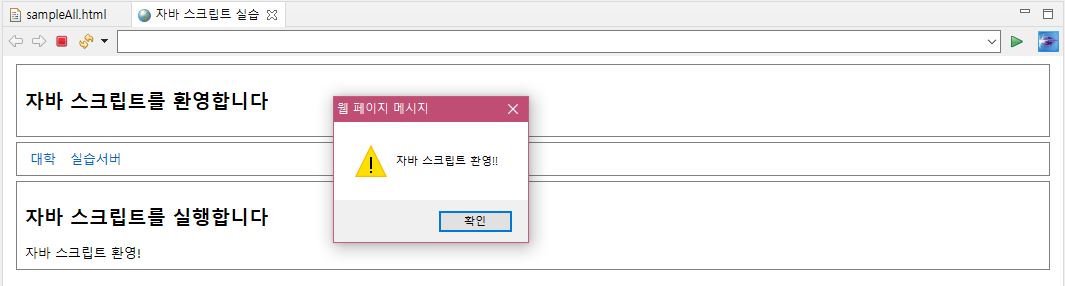 sampleAll.html 자바 스크립트 실습
자바 스크립트를 환영합니다
웹 페이지 메시지
자바 스크립트 환영!!
확인
대학 실습서버
자바 스크립트를 실행합니다
자바 스크립트 환영!